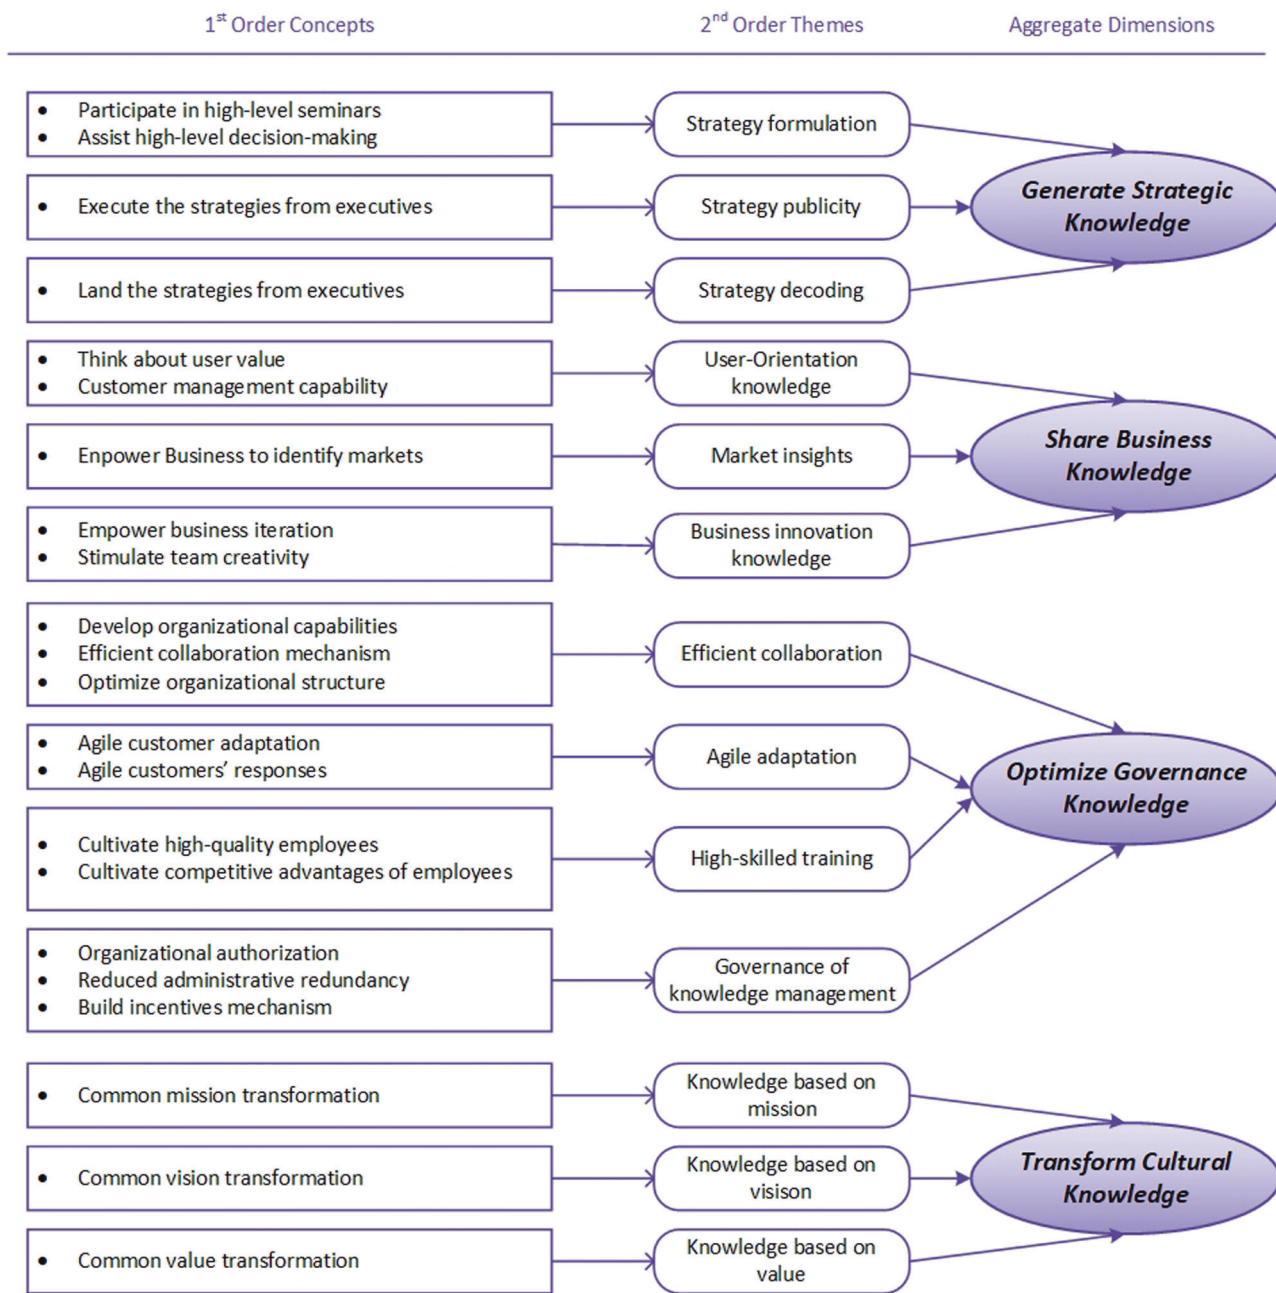 1st Order Concepts
2nd Order Themes
Aggregate Dimensions
• Participate in high-level seminars
• Assist high-level decision-making
Strategy formulation
• Execute the strategies from executives
Strategy publicity
• Land the strategies from executives
Strategy decoding
Generate Strategic
Knowledge
• Think about user value
• Customer management capability
User-Orientation
knowledge
• Enpower Business to identify markets
Market insights
• Empower business iteration
• Stimulate team creativity
Business innovation
knowledge
Share Business
Knowledge
• Develop organizational capabilities
• Efficient collaboration mechanism
• Optimize organizational structure
Efficient collaboration
• Agile customer adaptation
• Agile customers’ responses
Agile adaptation
• Cultivate high-quality employees
• Cultivate competitive advantages of employees
High-skilled training
• Organizational authorization
• Reduced administrative redundancy
• Build incentives mechanism
Governance of
knowledge management
Optimize Governance
Knowledge
• Common mission transformation
Knowledge based on
mission
• Common vision transformation
Knowledge based on
visison
• Common value transformation
Knowledge based on
value
Transform Cultural
Knowledge